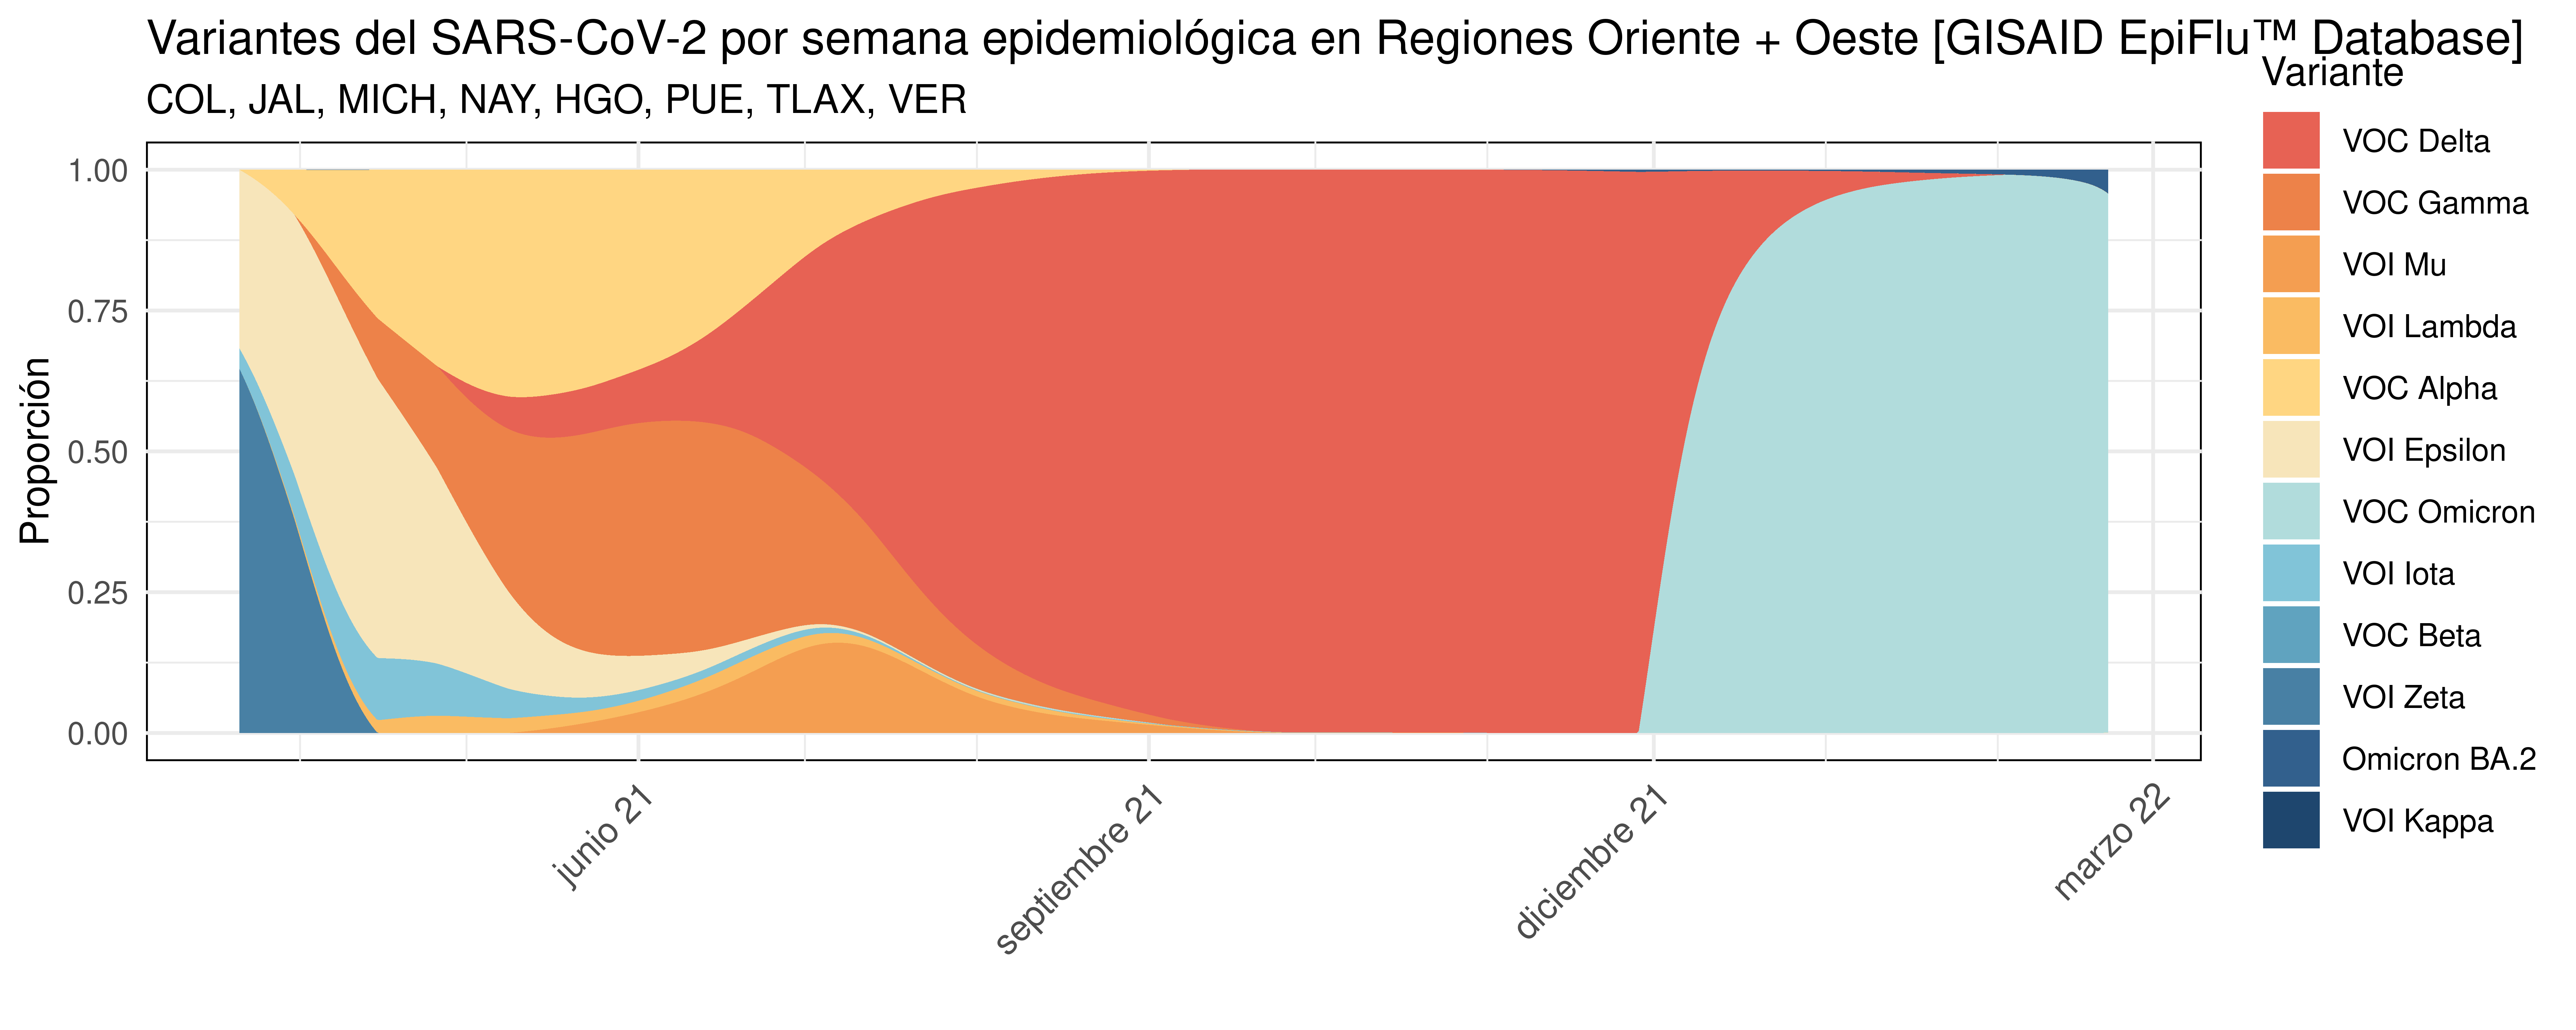 Variantes del SARS-CoV-2 por semana epidemiológica en Regiones Oriente + Oeste [GISAID EpiFlu™ Database]
COL, JAL, MICH, NAY, HGO, PUE, TLAX, VER
Proporción
1.00
0.75
0.50
0.25
0.00
junio 21
septiembre 21
diciembre 21
marzo 22
Variante
VOC Delta
VOC Gamma
VOI Mu
VOI Lambda
VOC Alpha
VOI Epsilon
VOC Omicron
VOI Iota
VOC Beta
VOI Zeta
Omicron BA.2
VOI Kappa